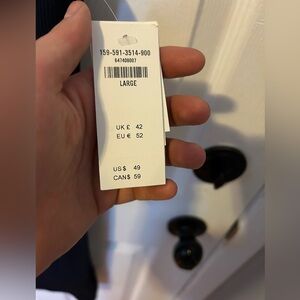 159-591-3514-900
647408007
LARGE
UK £ 42
EU € 52
US $ 49
CAN $ 59